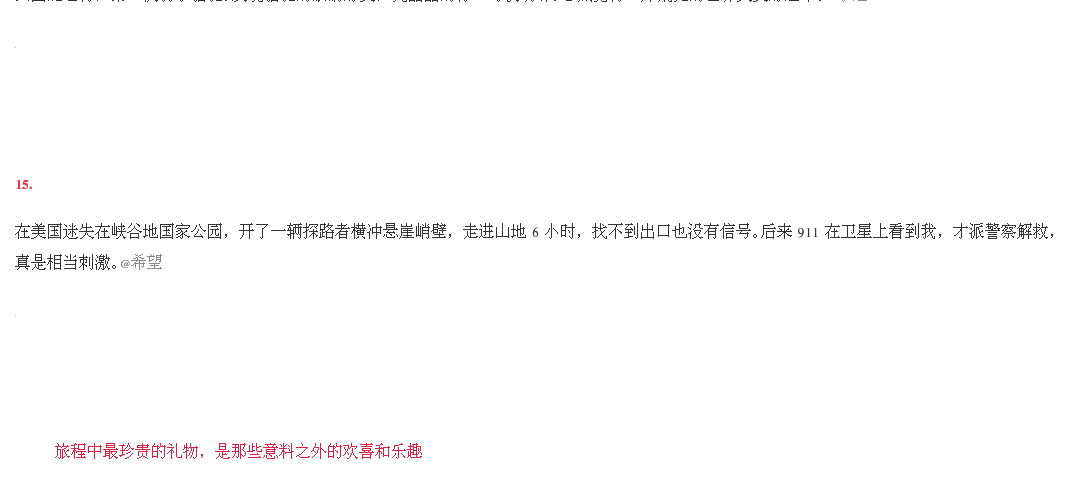 15.
在美国迷失在峡谷地国家公园，开了一辆探路者横冲悬崖峭壁，走进山地 6 小时，找不到出口也没有信号。后来 911 在卫星上看到我，才派警察解救，
真是相当刺激。@希望
旅程中最珍贵的礼物，是那些意料之外的欢喜和乐趣